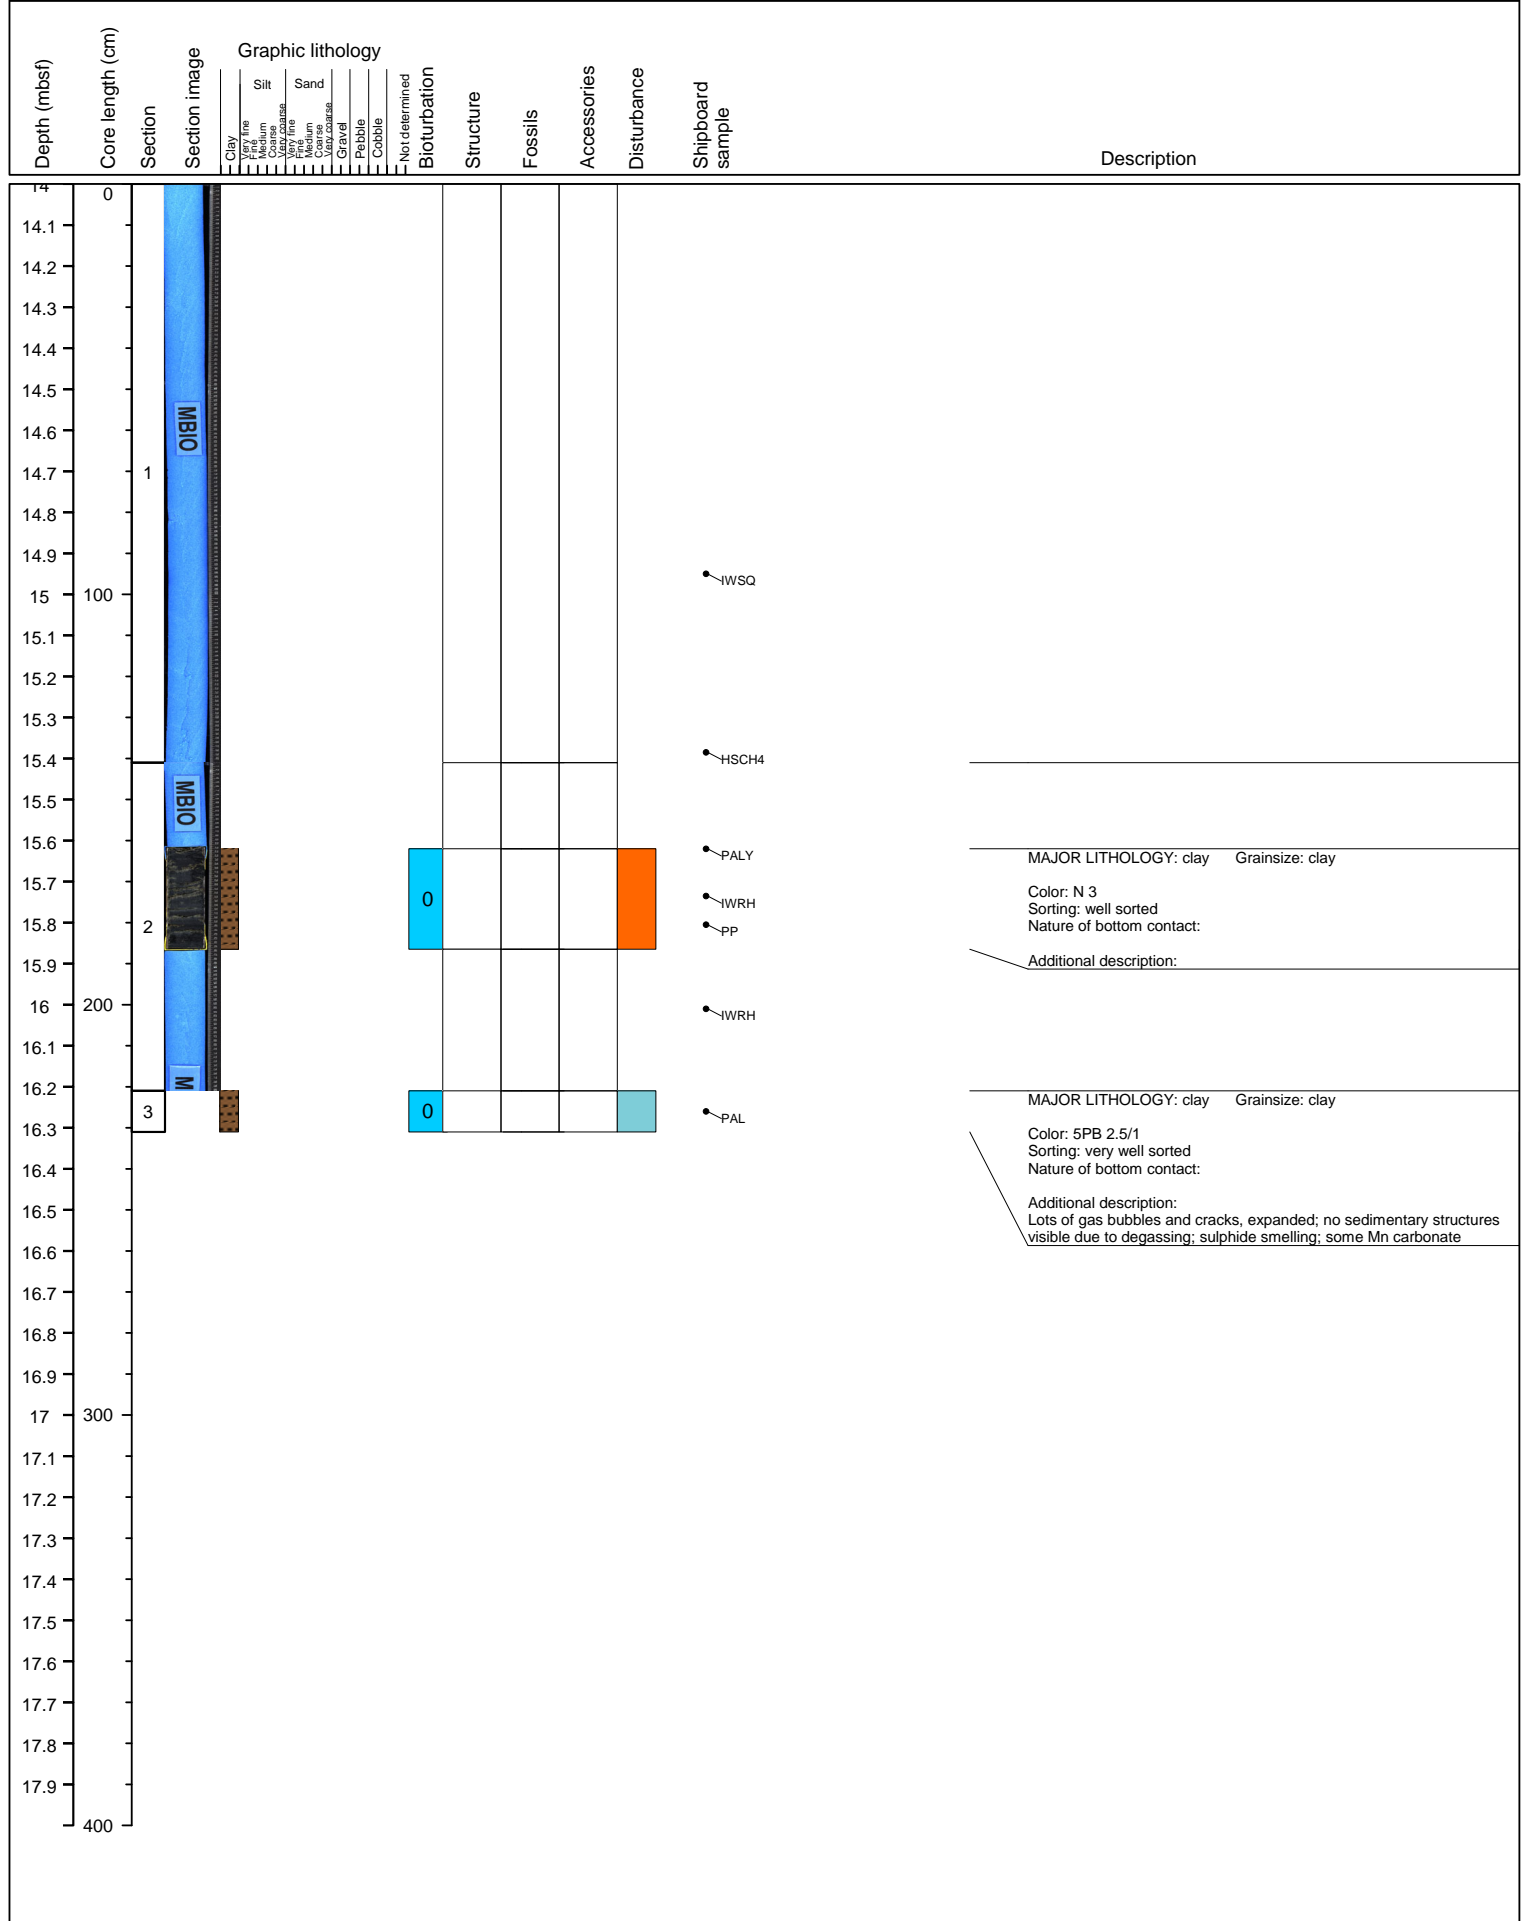 Depth (mbsf)
Core length (cm)
Section
Section image
Graphic lithology
Clay
Silt
Very fine
Fine
Medium
Coarse
Very coarse
Sand
Very fine
Fine
Medium
Coarse
Very coarse
Gravel
Pebble
Cobble
Not determined
Bioturbation
Structure
Fossils
Accessories
Disturbance
Shipboard
sample
Description
14
14.1
14.2
14.3
14.4
14.5
14.6
14.7
14.8
14.9
15
15.1
15.2
15.3
15.4
15.5
15.6
15.7
15.8
15.9
16
16.1
16.2
16.3
16.4
16.5
16.6
16.7
16.8
16.9
17
17.1
17.2
17.3
17.4
17.5
17.6
17.7
17.8
17.9
0
100
200
300
400
1
2
3
MBIO
MBIO
M
0
0
IWSQ
HSCH4
PALY
IWRH
PP
IWRH
PAL
MAJOR LITHOLOGY: clay Grainsize: clay
Color: N 3
Sorting: well sorted
Nature of bottom contact:
Additional description:
MAJOR LITHOLOGY: clay Grainsize: clay
Color: 5PB 2.5/1
Sorting: very well sorted
Nature of bottom contact:
Additional description:
Lots of gas bubbles and cracks, expanded; no sedimentary structures
visible due to degassing; sulphide smelling; some Mn carbonate